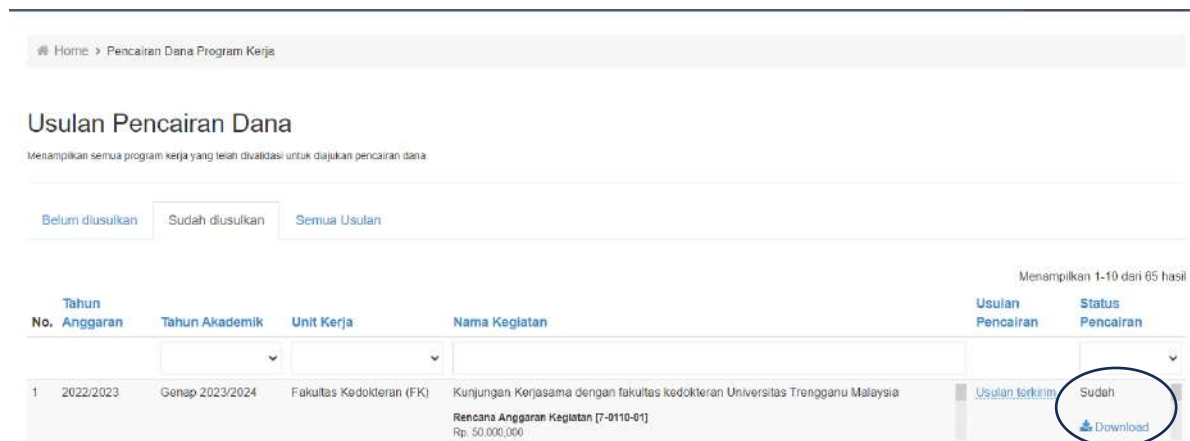 Home > Pencairan Dana Program Kerja
Usulan Pencairan Dana
Menampilkan semua program kerja yang telah divalidasi untuk diajukan pencairan dana
Belum diusulkan Sudah diusulkan Semua Usulan
Menampilkan 1-10 dari 65 hasil
No. Tahun Anggaran Tahun Akademik Unit Kerja Nama Kegiatan Usulan Pencairan Status Pencairan
1 2022/2023 Genap 2023/2024 Fakultas Kedokteran (FK) Kunjungan Kerjasama dengan fakultas kedokteran Universitas Trengganu Malaysia Usulan terkirim Sudah
Rencana Anggaran Kegiatan [7-0110-01]
Rp. 50,000,000 Download